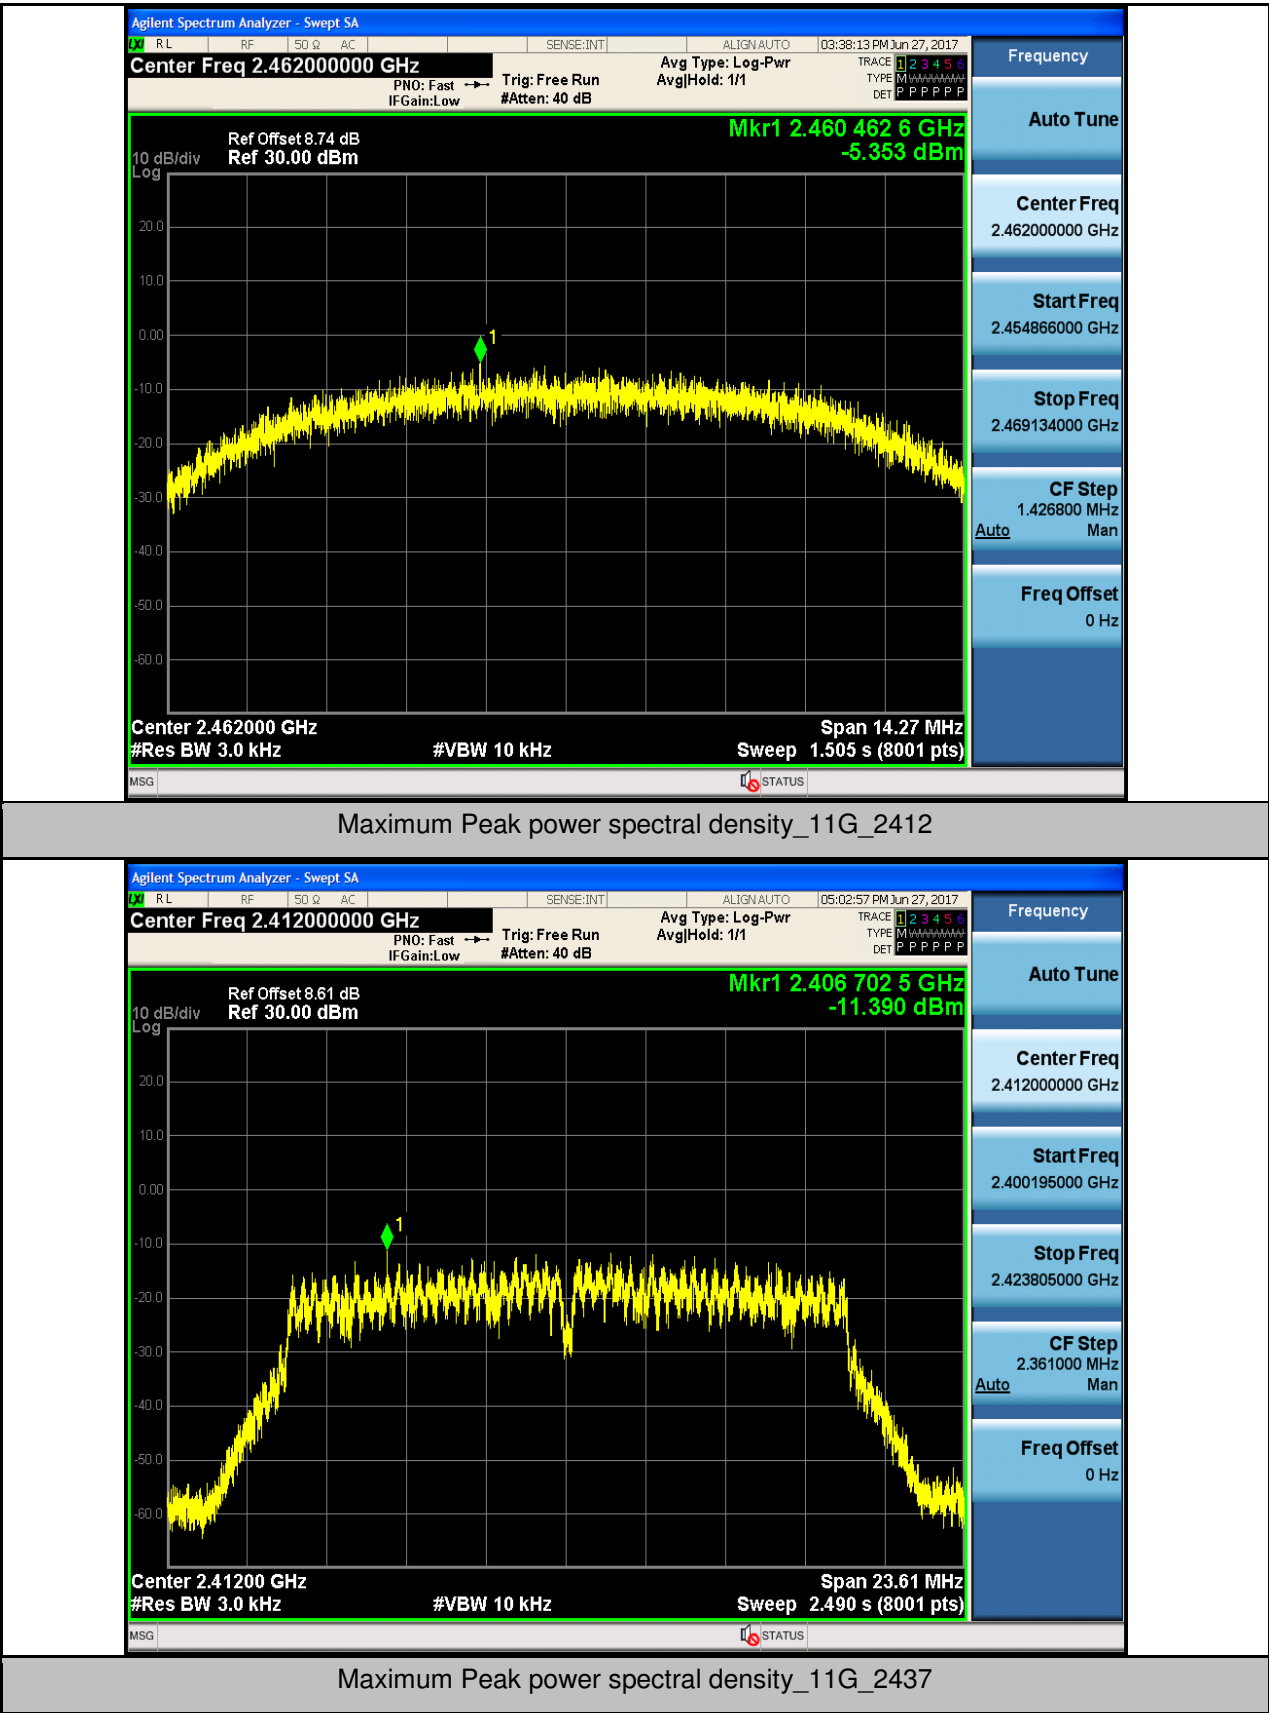 Agilent Spectrum Analyzer - Swept SA
LXI RL RF 50 Ω AC SENSE:INT ALIGN AUTO 03:38:13 PM Jun 27, 2017
Center Freq 2.462000000 GHz
PNO: Fast
IFGain:Low
Trig: Free Run
#Atten: 40 dB
Avg Type: Log-Pwr
Avg|Hold: 1/1
TRACE 1 2 3 4 5 6
TYPE M
DET P P P P P P
Mkr1 2.460 462 6 GHz
-5.353 dBm
Ref Offset 8.74 dB
10 dB/div Ref 30.00 dBm
Log
20.0
10.0
0.00
1
-10.0
-20.0
-30.0
-40.0
-50.0
-60.0
Center 2.462000 GHz Span 14.27 MHz
#Res BW 3.0 kHz #VBW 10 kHz Sweep 1.505 s (8001 pts)
MSG STATUS
Frequency
Auto Tune
Center Freq
2.462000000 GHz
Start Freq
2.454866000 GHz
Stop Freq
2.469134000 GHz
CF Step
1.426800 MHz
Auto Man
Freq Offset
0 Hz
Maximum Peak power spectral density_11G_2412
Agilent Spectrum Analyzer - Swept SA
LXI RL RF 50 Ω AC SENSE:INT ALIGN AUTO 05:02:57 PM Jun 27, 2017
Center Freq 2.412000000 GHz
PNO: Fast
IFGain:Low
Trig: Free Run
#Atten: 40 dB
Avg Type: Log-Pwr
Avg|Hold: 1/1
TRACE 1 2 3 4 5 6
TYPE M
DET P P P P P P
Mkr1 2.406 702 5 GHz
-11.390 dBm
Ref Offset 8.61 dB
10 dB/div Ref 30.00 dBm
Log
20.0
10.0
0.00
1
-10.0
-20.0
-30.0
-40.0
-50.0
-60.0
Center 2.41200 GHz Span 23.61 MHz
#Res BW 3.0 kHz #VBW 10 kHz Sweep 2.490 s (8001 pts)
MSG STATUS
Frequency
Auto Tune
Center Freq
2.412000000 GHz
Start Freq
2.400195000 GHz
Stop Freq
2.423805000 GHz
CF Step
2.361000 MHz
Auto Man
Freq Offset
0 Hz
Maximum Peak power spectral density_11G_2437